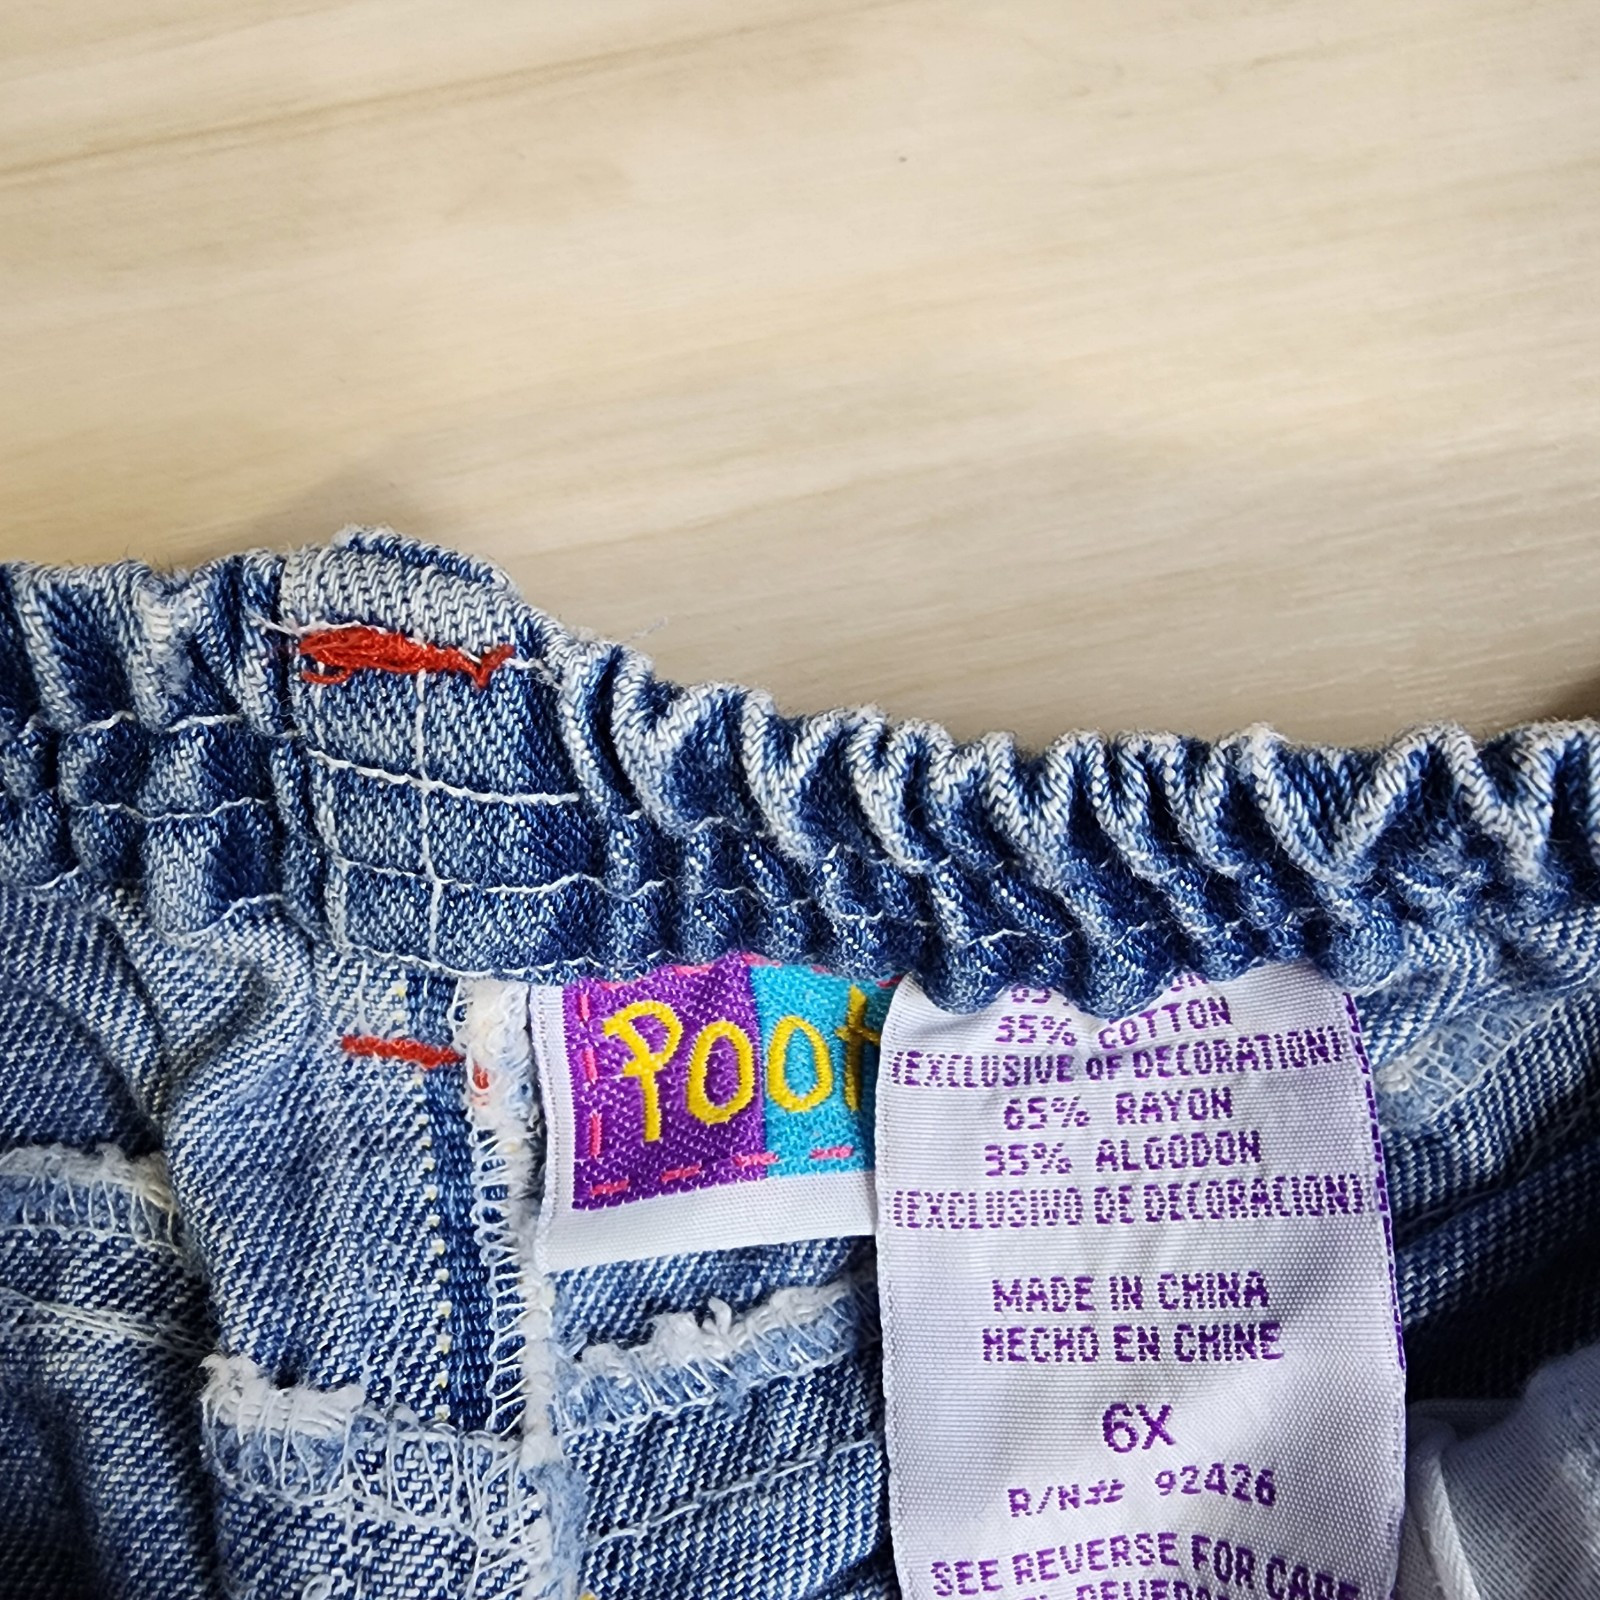 Pooh
35% COTTON
(EXCLUSIVE OF DECORATION)
65% RAYON
35% ALGODON
(EXCLUSIVO DE DECORACION)
MADE IN CHINA
HECHO EN CHINE
6X
R/N# 92426
SEE REVERSE FOR CARE